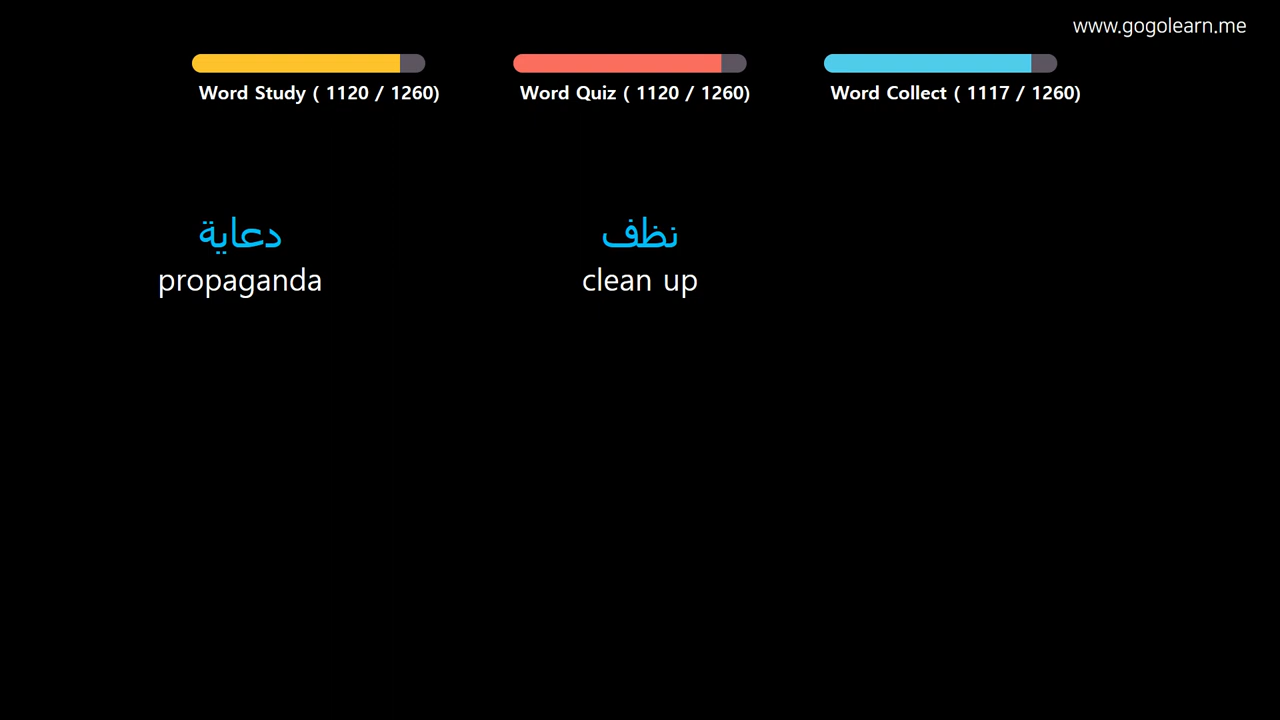 www.gogolearn.me
Word Study ( 1120 / 1260)
Word Quiz ( 1120 / 1260)
Word Collect ( 1117 / 1260)
دعاية
propaganda
نظف
clean up